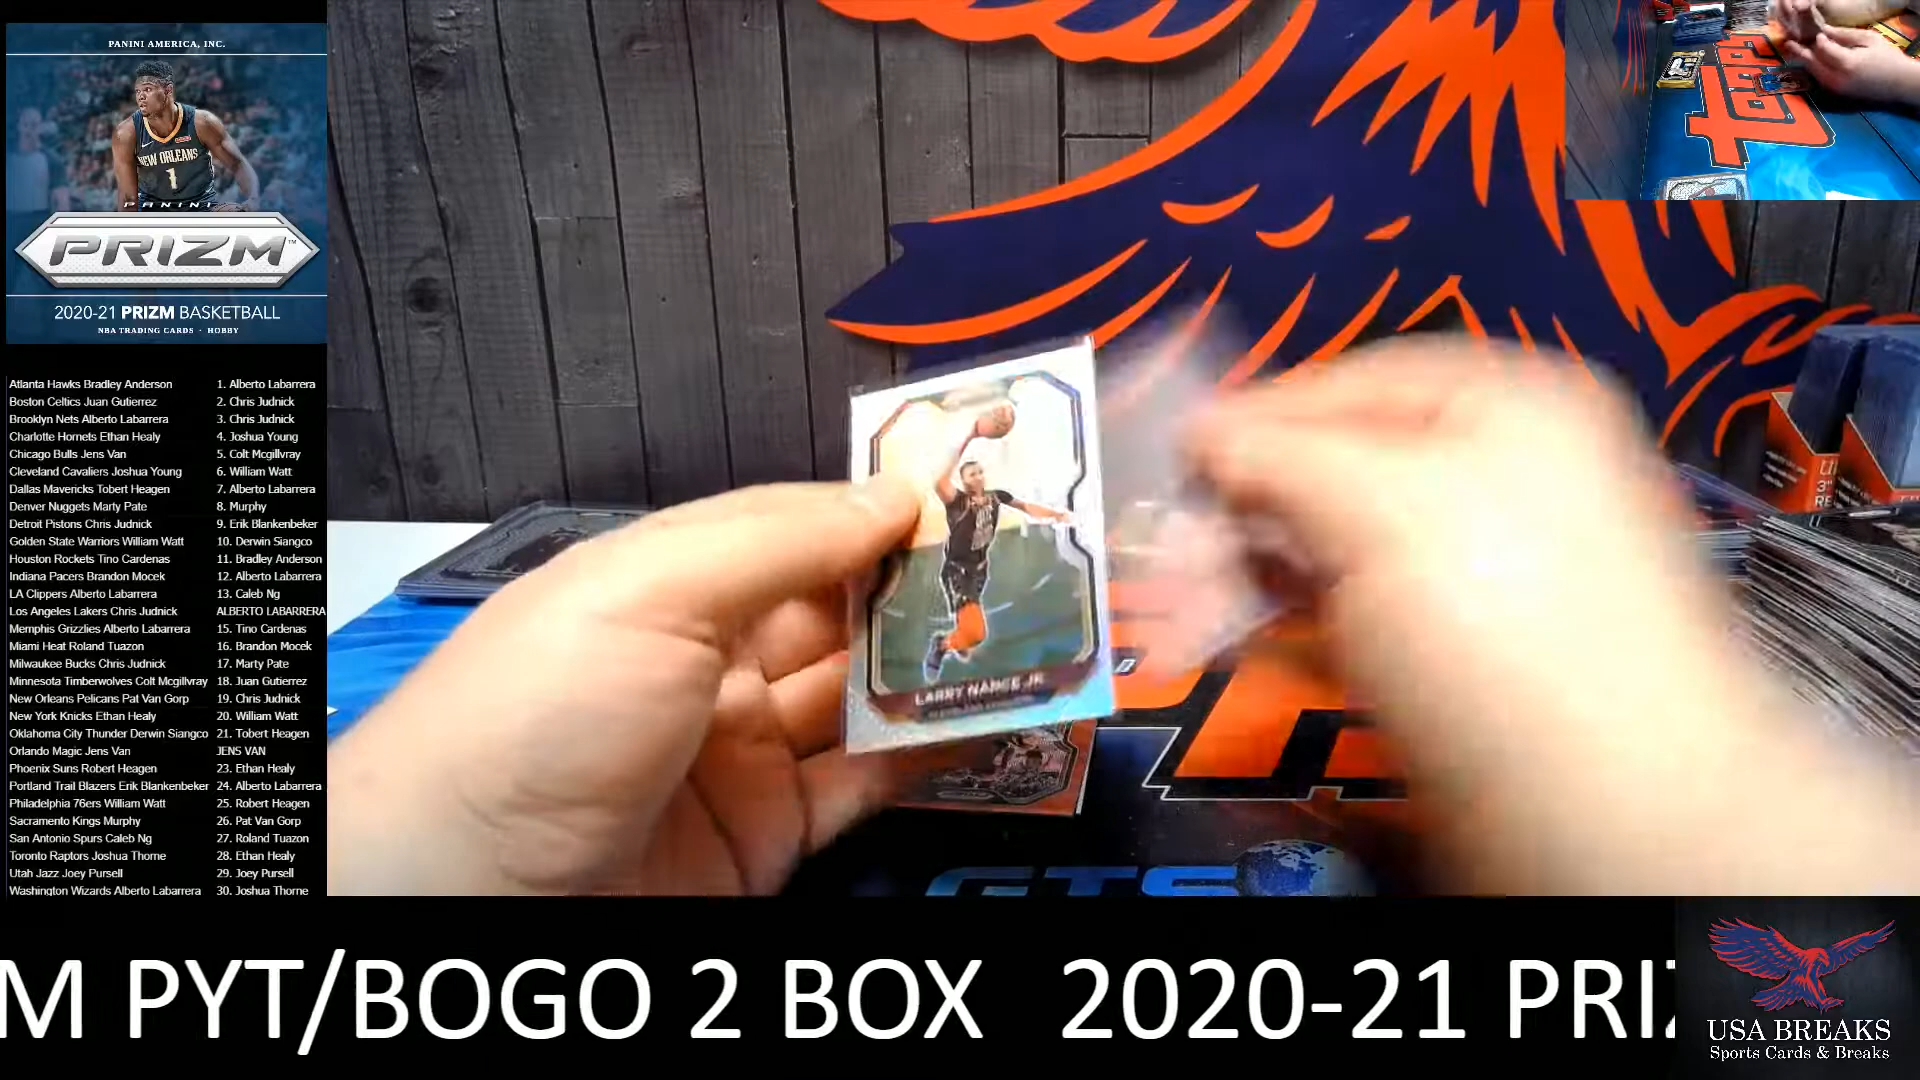 PANINI AMERICA, INC.
NEW ORLEANS
1
PANINI
PRIZM™
2020-21 PRIZM BASKETBALL
NBA TRADING CARDS · HOBBY
Atlanta Hawks Bradley Anderson 1. Alberto Labarrera
Boston Celtics Juan Gutierrez 2. Chris Judnick
Brooklyn Nets Alberto Labarrera 3. Chris Judnick
Charlotte Hornets Ethan Healy 4. Joshua Young
Chicago Bulls Jens Van 5. Colt Mcgillvray
Cleveland Cavaliers Joshua Young 6. William Watt
Dallas Mavericks Tobert Heagen 7. Alberto Labarrera
Denver Nuggets Marty Pate 8. Murphy
Detroit Pistons Chris Judnick 9. Erik Blankenbeker
Golden State Warriors William Watt 10. Derwin Siangco
Houston Rockets Tino Cardenas 11. Bradley Anderson
Indiana Pacers Brandon Mocek 12. Alberto Labarrera
LA Clippers Alberto Labarrera 13. Caleb Ng
Los Angeles Lakers Chris Judnick ALBERTO LABARRERA
Memphis Grizzlies Alberto Labarrera 15. Tino Cardenas
Miami Heat Roland Tuazon 16. Brandon Mocek
Milwaukee Bucks Chris Judnick 17. Marty Pate
Minnesota Timberwolves Colt Mcgillvray 18. Juan Gutierrez
New Orleans Pelicans Pat Van Gorp 19. Chris Judnick
New York Knicks Ethan Healy 20. William Watt
Oklahoma City Thunder Derwin Siangco 21. Tobert Heagen
Orlando Magic Jens Van JENS VAN
Phoenix Suns Robert Heagen 23. Ethan Healy
Portland Trail Blazers Erik Blankenbeker 24. Alberto Labarrera
Philadelphia 76ers William Watt 25. Robert Heagen
Sacramento Kings Murphy 26. Pat Van Gorp
San Antonio Spurs Caleb Ng 27. Roland Tuazon
Toronto Raptors Joshua Thorne 28. Ethan Healy
Utah Jazz Joey Pursell 29. Joey Pursell
Washington Wizards Alberto Labarrera 30. Joshua Thorne
LARRY NANCE JR.
GTS
M PYT/BOGO 2 BOX 2020-21 PRIZ
USA BREAKS
Sports Cards & Breaks